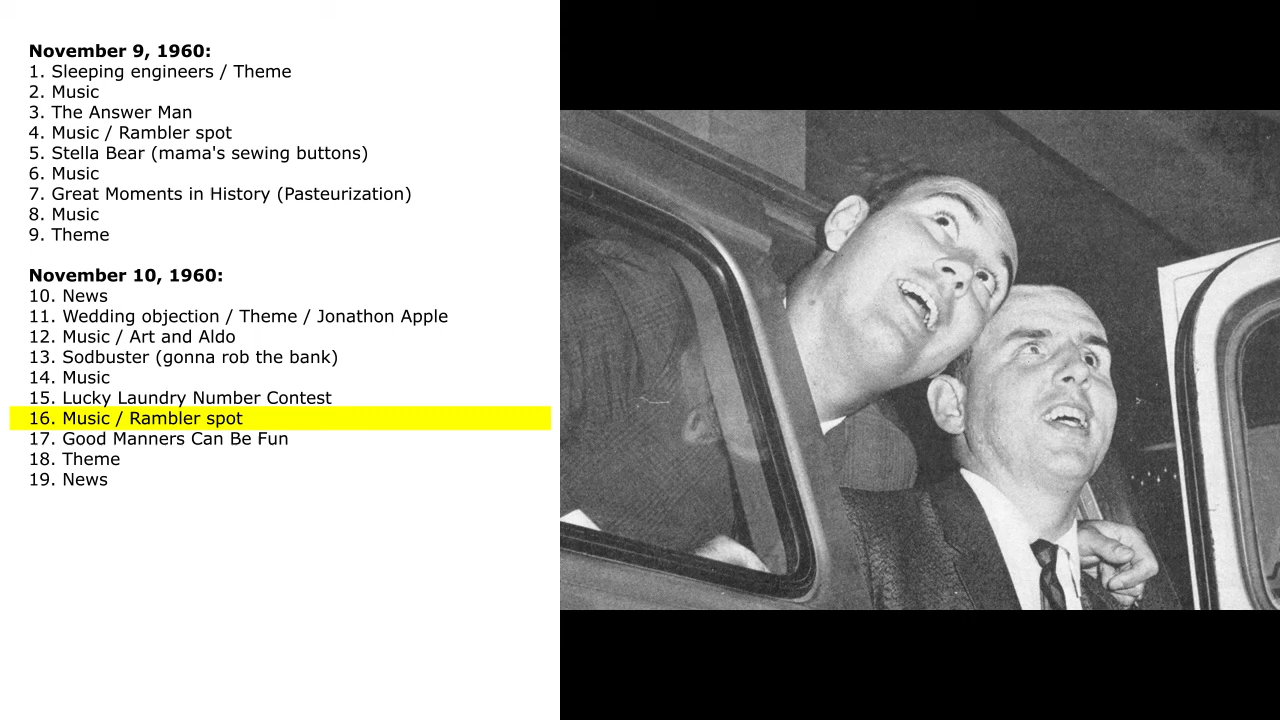 November 9, 1960:
1. Sleeping engineers / Theme
2. Music
3. The Answer Man
4. Music / Rambler spot
5. Stella Bear (mama's sewing buttons)
6. Music
7. Great Moments in History (Pasteurization)
8. Music
9. Theme
November 10, 1960:
10. News
11. Wedding objection / Theme / Jonathon Apple
12. Music / Art and Aldo
13. Sodbuster (gonna rob the bank)
14. Music
15. Lucky Laundry Number Contest
16. Music / Rambler spot
17. Good Manners Can Be Fun
18. Theme
19. News